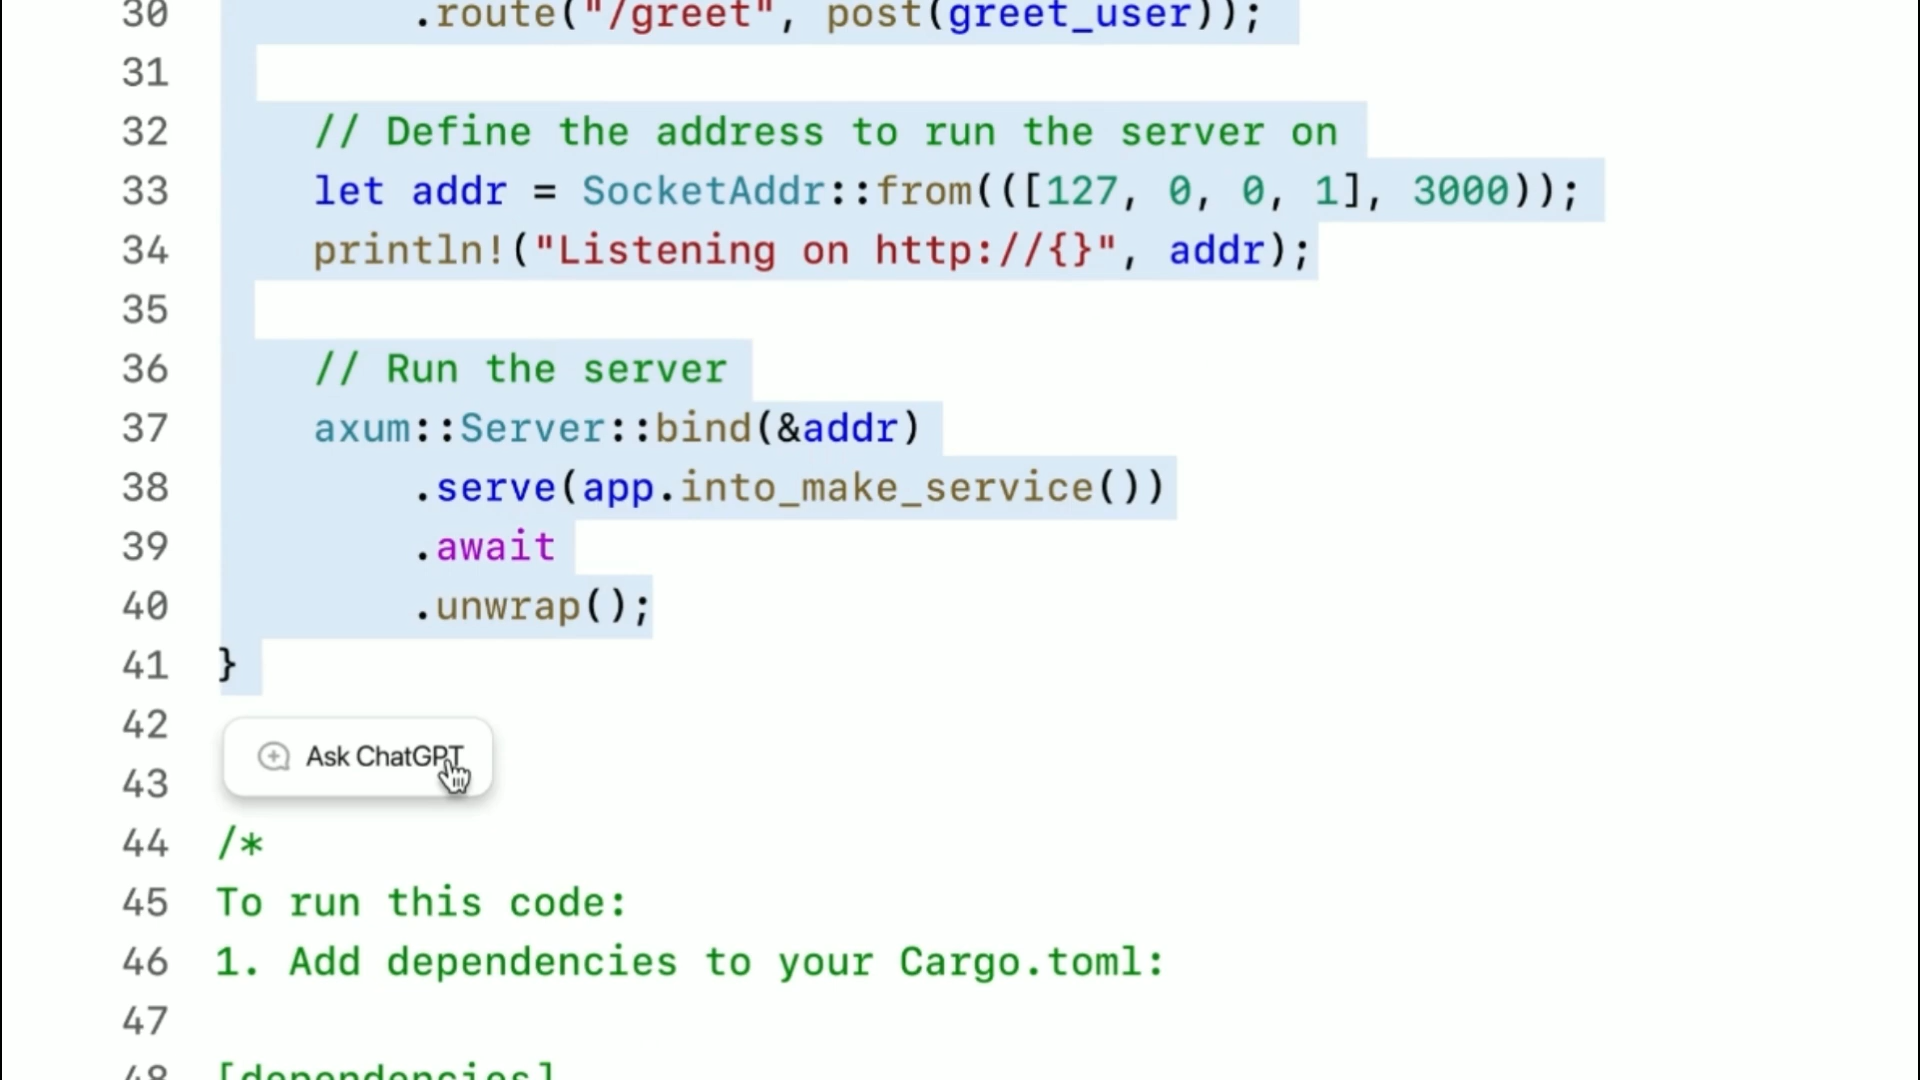 30 .route("/greet", post(greet_user));
31
32 // Define the address to run the server on
33 let addr = SocketAddr::from(([127, 0, 0, 1], 3000));
34 println!("Listening on http://{}", addr);
35
36 // Run the server
37 axum::Server::bind(&addr)
38 .serve(app.into_make_service())
39 .await
40 .unwrap();
41 }
42
Ask ChatGPT
43
44 /*
45 To run this code:
46 1. Add dependencies to your Cargo.toml:
47
48 [dependencies]